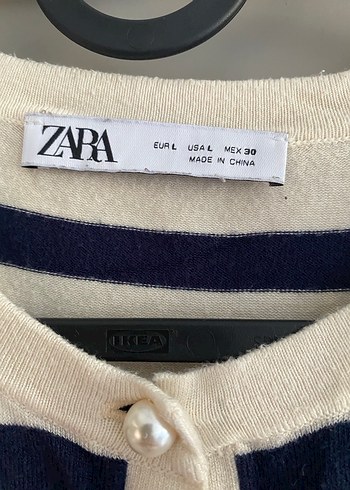 ZARA
EUR L USA L MEX 30
MADE IN CHINA
IKEA